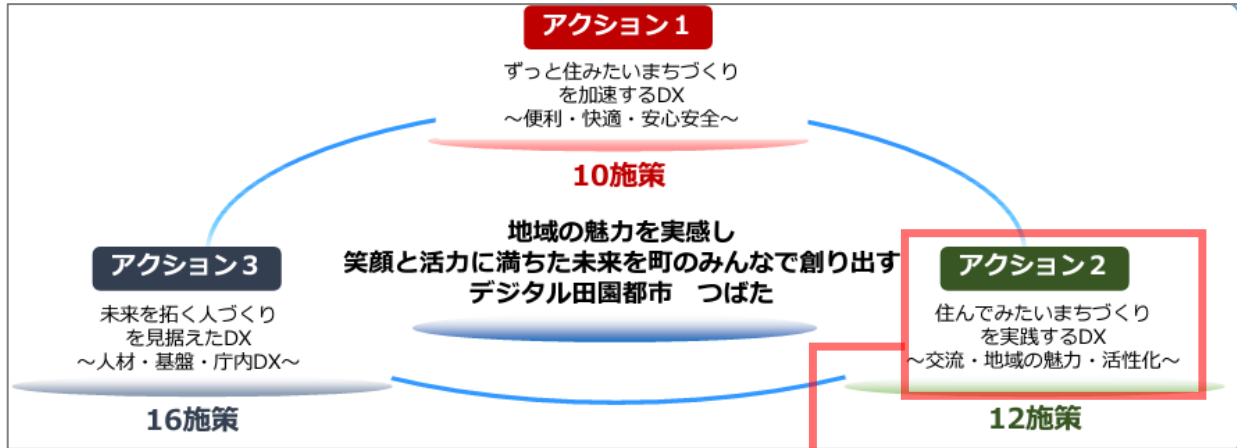 アクション1
ずっと住みたいまちづくり
を加速するDX
～便利・快適・安心安全～
10施策
地域の魅力を実感し
笑顔と活力に満ちた未来を町のみんなで創り出す
デジタル田園都市　つばた
アクション3
未来を拓く人づくり
を見据えたDX
～人材・基盤・庁内DX～
16施策
アクション2
住んでみたいまちづくり
を実践するDX
～交流・地域の魅力・活性化～
12施策